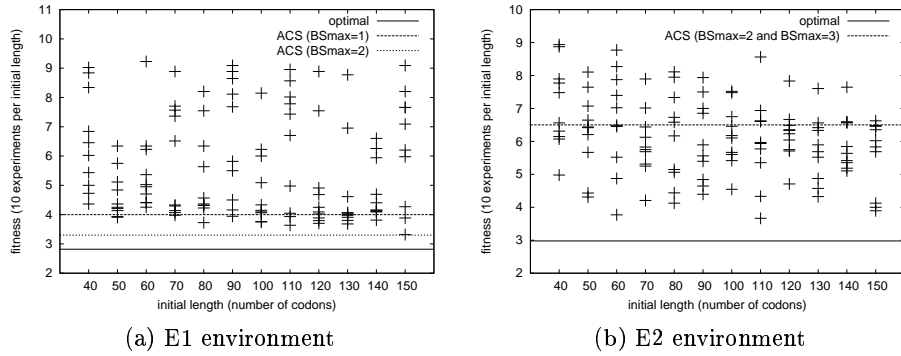 optimal
ACS (BSmax=1)
ACS (BSmax=2)
11
10
9
8
7
6
5
4
3
2
fitness (10 experiments per initial length)
40 50 60 70 80 90 100 110 120 130 140 150
initial length (number of codons)
(a) E1 environment
optimal
ACS (BSmax=2 and BSmax=3)
10
9
8
7
6
5
4
3
2
fitness (10 experiments per initial length)
40 50 60 70 80 90 100 110 120 130 140 150
initial length (number of codons)
(b) E2 environment